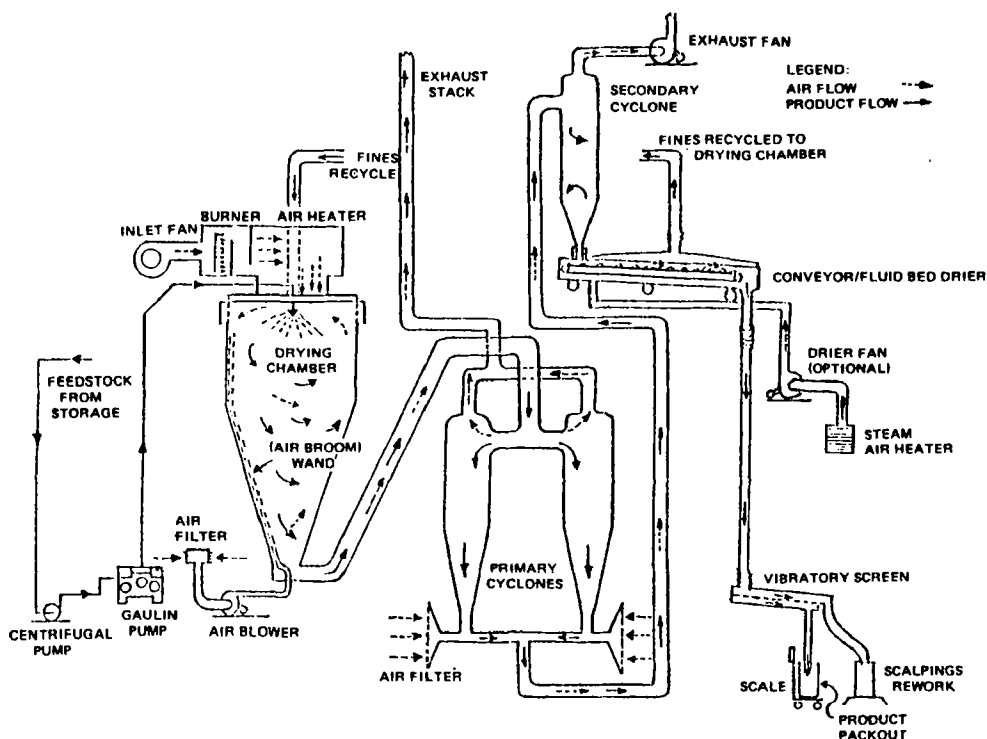 EXHAUST FAN
LEGEND:
AIR FLOW
PRODUCT FLOW
EXHAUST
STACK
SECONDARY
CYCLONE
FINES RECYCLED TO
DRYING CHAMBER
FINES
RECYCLE
BURNER
AIR HEATER
INLET FAN
CONVEYOR/FLUID BED DRIER
DRYING
CHAMBER
FEEDSTOCK
FROM
STORAGE
DRIER FAN
(OPTIONAL)
(AIR BROOM)
WAND
STEAM
AIR HEATER
AIR
FILTER
PRIMARY
CYCLONES
VIBRATORY SCREEN
CENTRIFUGAL
PUMP
GAULIN
PUMP
AIR BLOWER
AIR FILTER
SCALE
SCALPINGS
REWORK
PRODUCT
PACKOUT